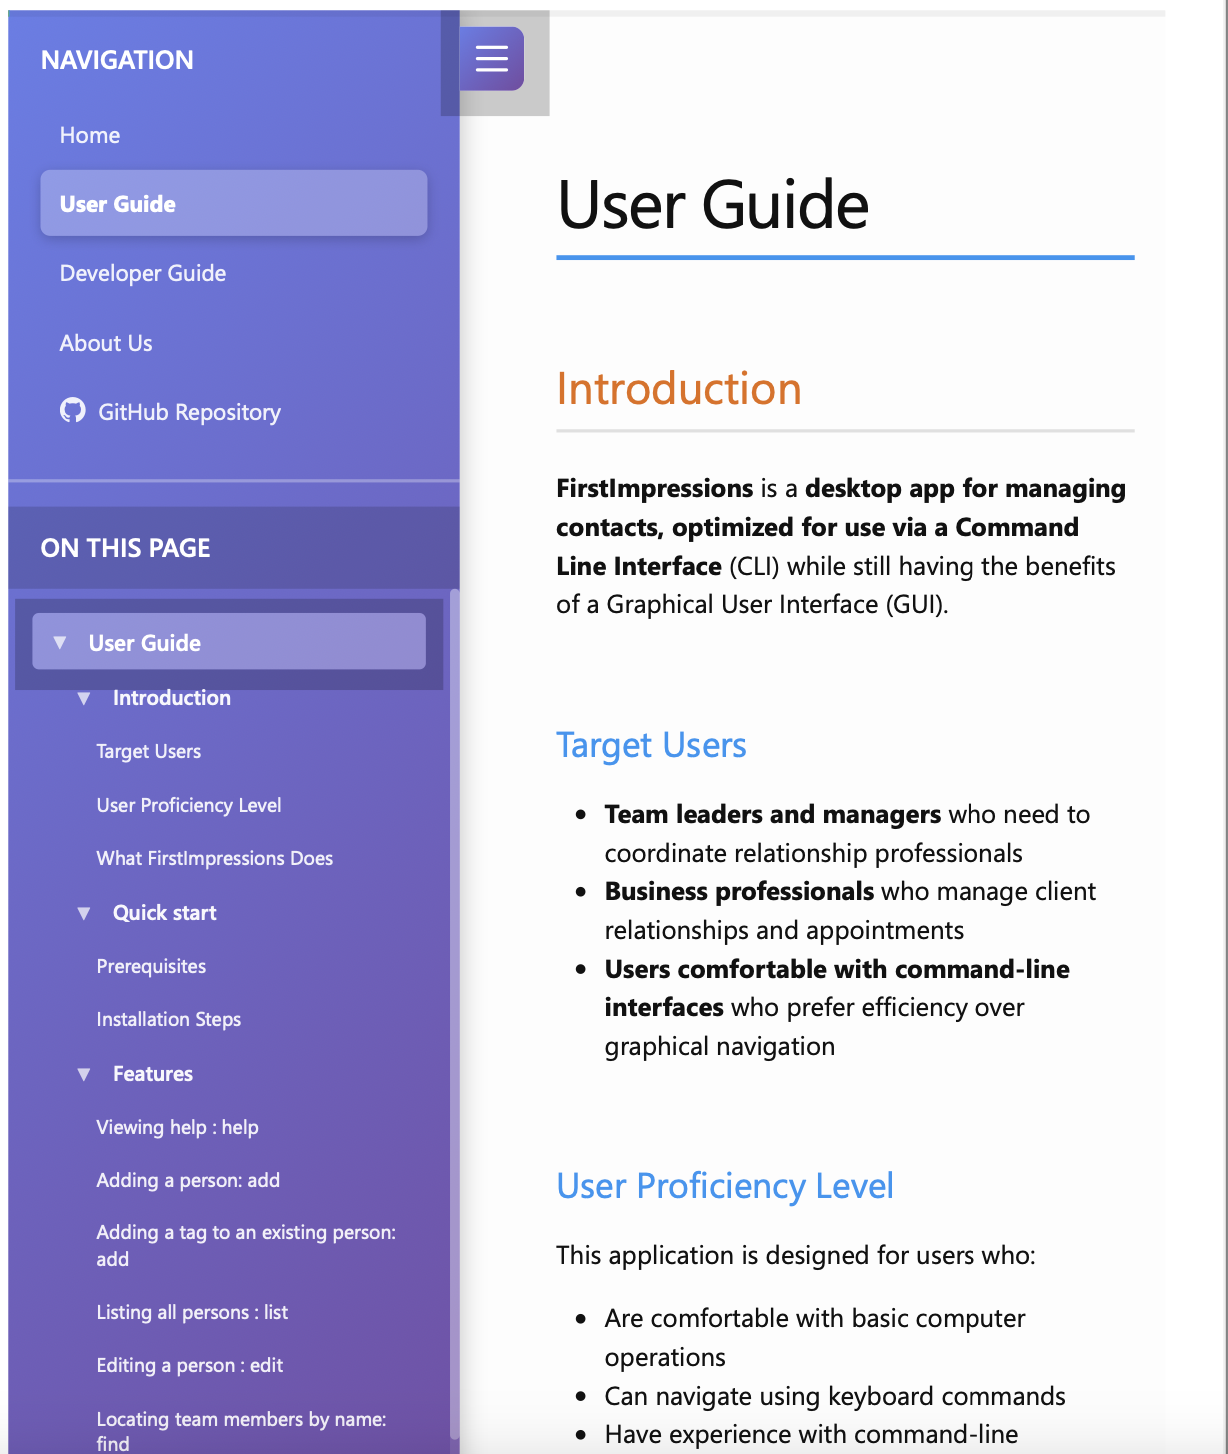 NAVIGATION
Home
User Guide
Developer Guide
About Us
GitHub Repository
ON THIS PAGE
User Guide
Introduction
Target Users
User Proficiency Level
What FirstImpressions Does
Quick start
Prerequisites
Installation Steps
Features
Viewing help : help
Adding a person: add
Adding a tag to an existing person:
add
Listing all persons : list
Editing a person : edit
Locating team members by name:
find
User Guide
Introduction
FirstImpressions is a desktop app for managing
contacts, optimized for use via a Command
Line Interface (CLI) while still having the benefits
of a Graphical User Interface (GUI).
Target Users
• Team leaders and managers who need to
coordinate relationship professionals
• Business professionals who manage client
relationships and appointments
• Users comfortable with command-line
interfaces who prefer efficiency over
graphical navigation
User Proficiency Level
This application is designed for users who:
• Are comfortable with basic computer
operations
• Can navigate using keyboard commands
• Have experience with command-line